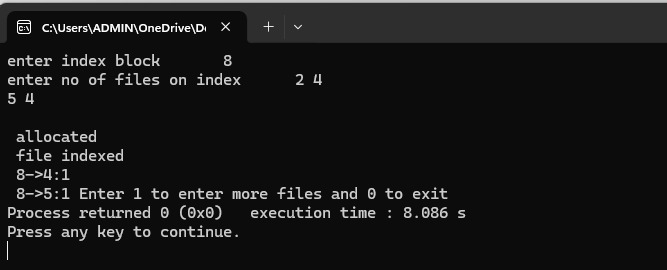 C:\Users\ADMIN\OneDrive\De
enter index block 8
enter no of files on index 2 4
5 4
allocated
file indexed
8->4:1
8->5:1 Enter 1 to enter more files and 0 to exit
Process returned 0 (0x0) execution time : 8.086 s
Press any key to continue.